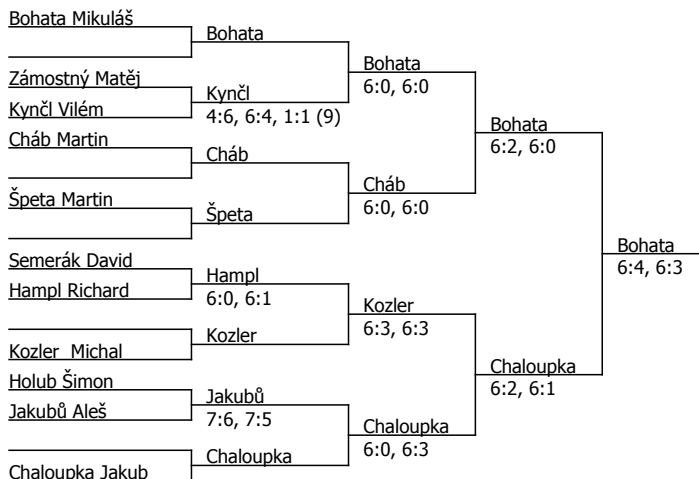 Bohata Mikuláš
Bohata
Bohata
6:0, 6:0
Zámostný Matěj
Kynčl
Kynčl Vilém
4:6, 6:4, 1:1 (9)
Bohata
6:2, 6:0
Cháb Martin
Cháb
Cháb
6:0, 6:0
Špeta Martin
Špeta
Bohata
6:4, 6:3
Semerák David
Hampl
Hampl Richard
6:0, 6:1
Kozler
6:3, 6:3
Kozler
Kozler  Michal
Chaloupka
6:2, 6:1
Holub Šimon
Jakubů
Jakubů Aleš
7:6, 7:5
Chaloupka
6:0, 6:3
Chaloupka
Chaloupka Jakub